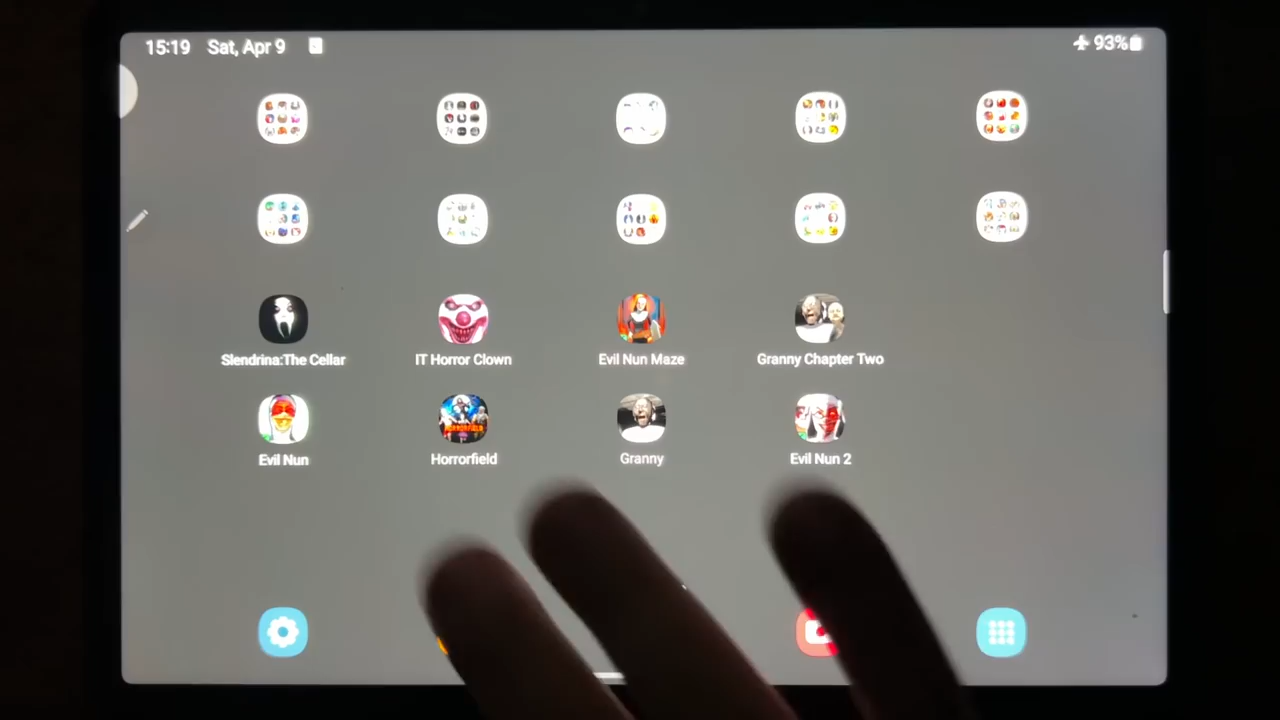 15:19 Sat, Apr 9 93%
Slendrina:The Cellar IT Horror Clown Evil Nun Maze Granny Chapter Two
Evil Nun Horrorfield Granny Evil Nun 2